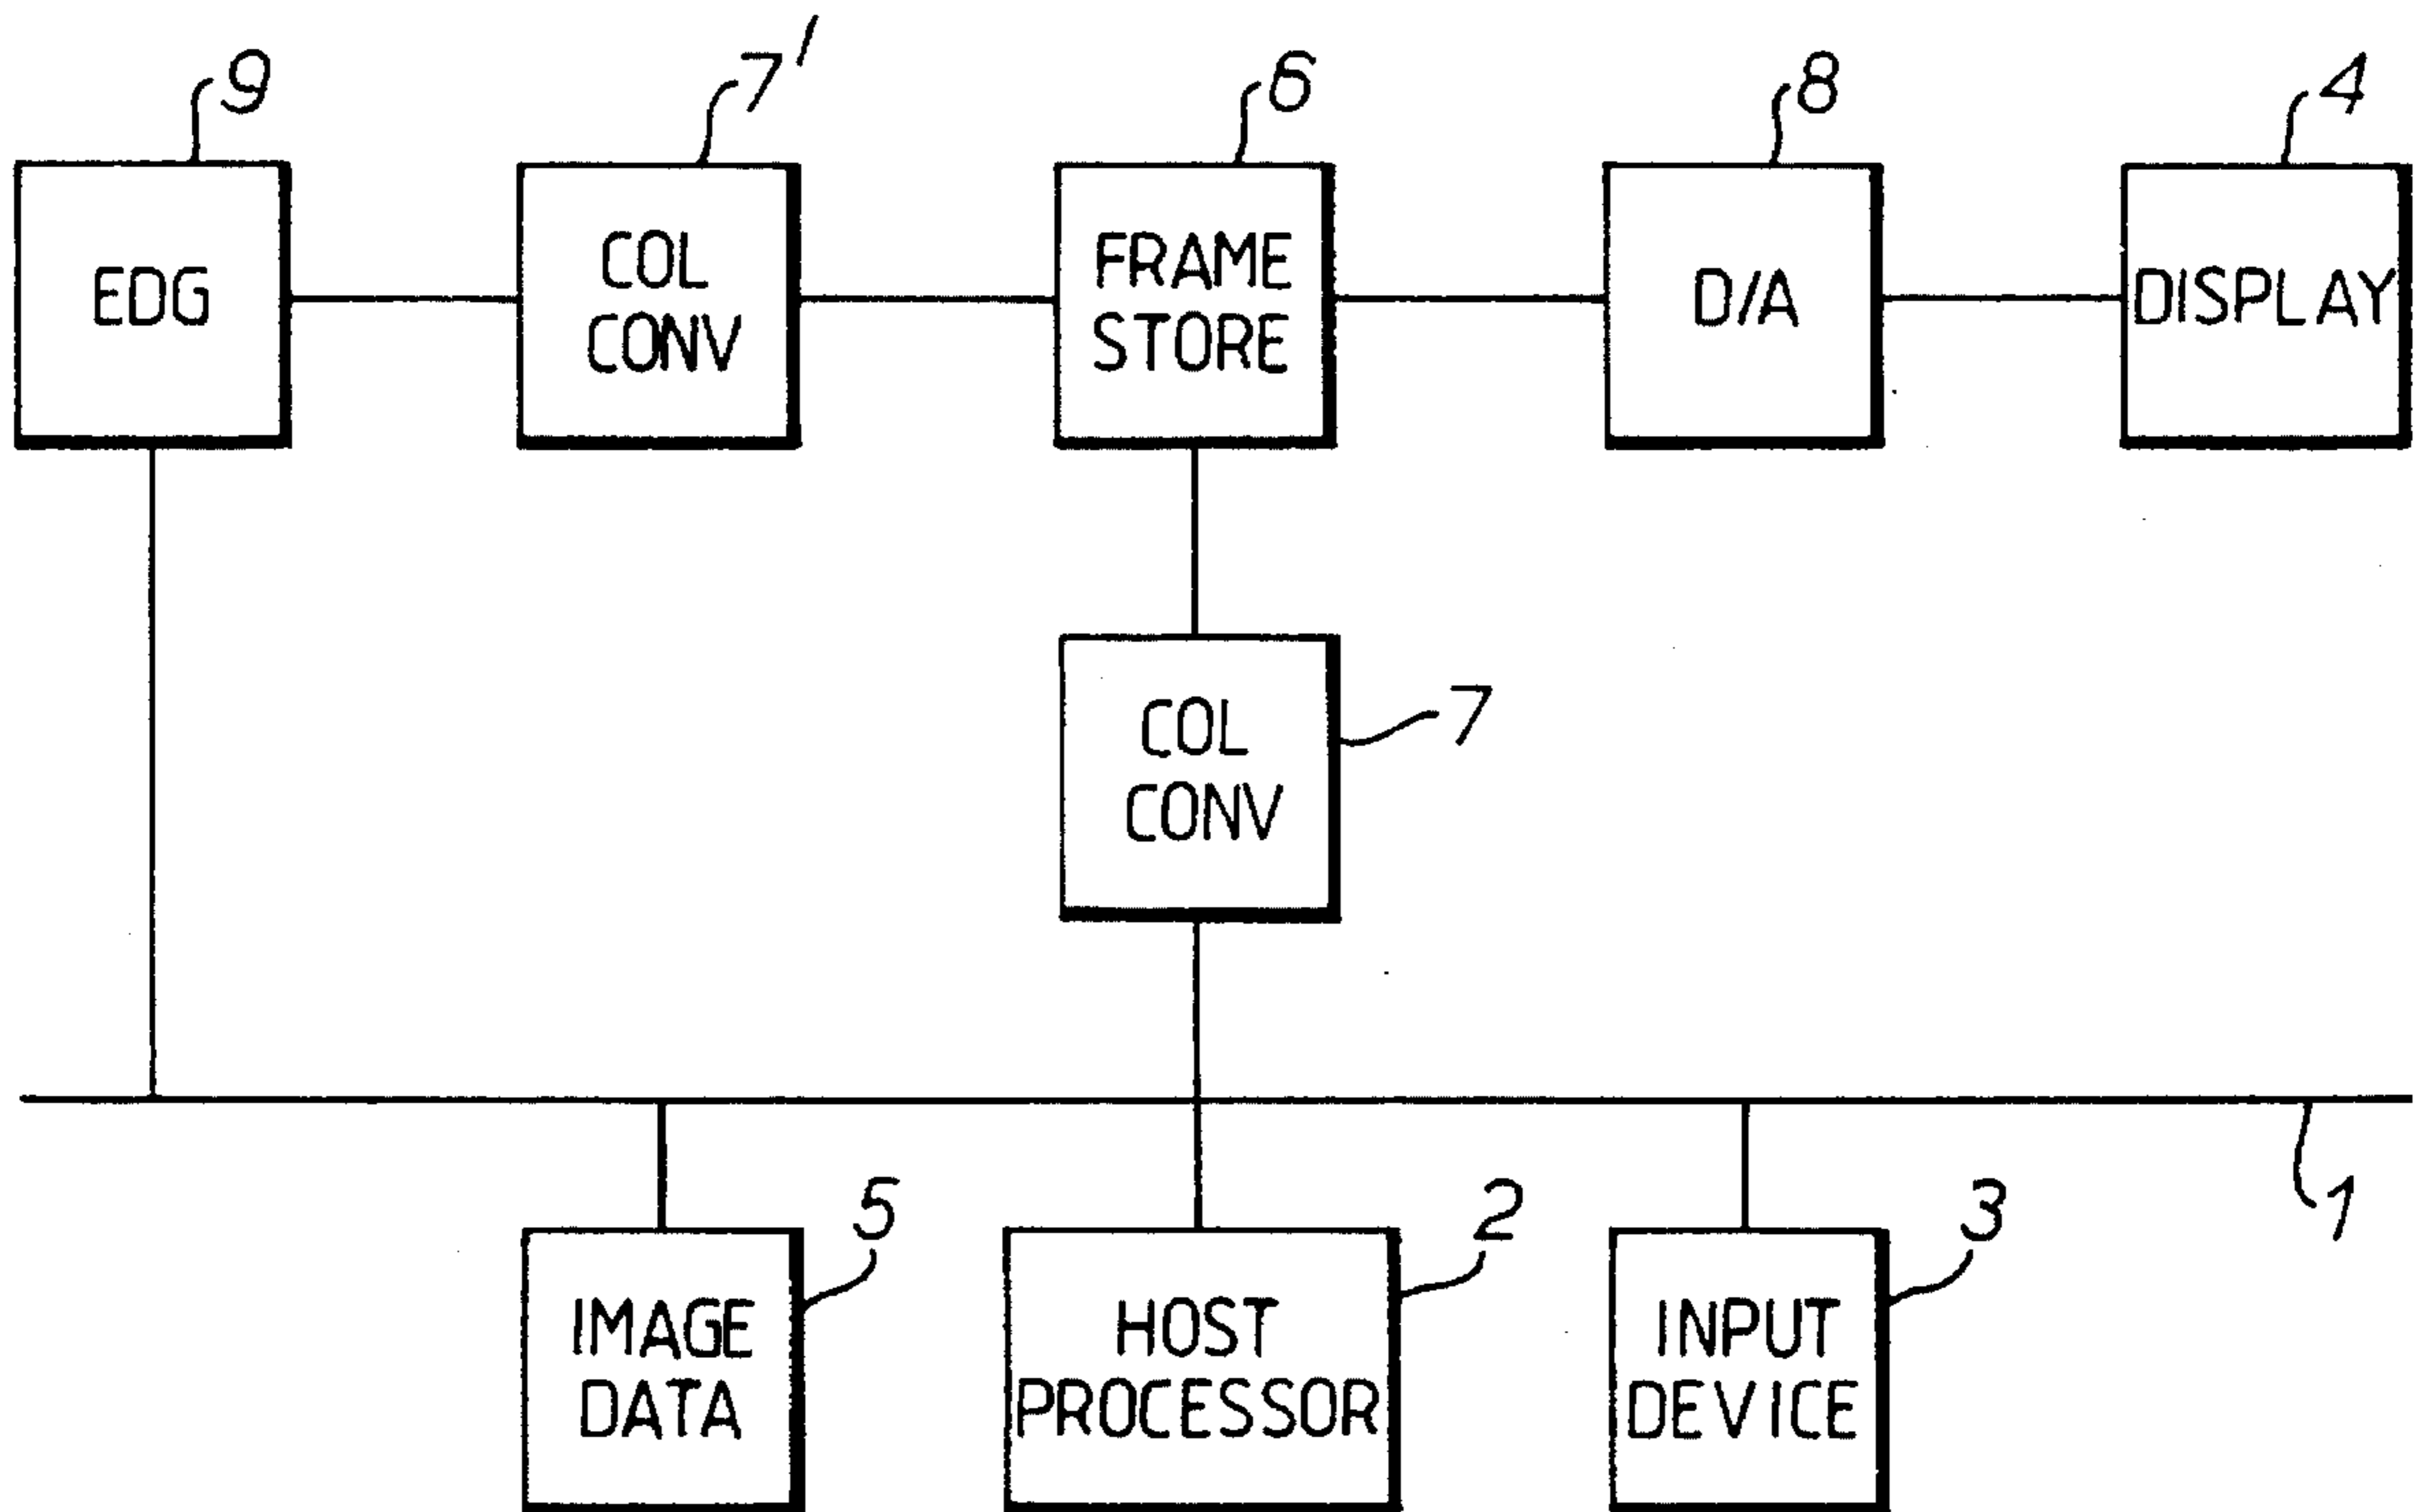 9
7'
6
8
4
EDG
COL
CONV
FRAME
STORE
D/A
DISPLAY
COL
CONV
7
1
5
2
3
IMAGE
DATA
HOST
PROCESSOR
INPUT
DEVICE